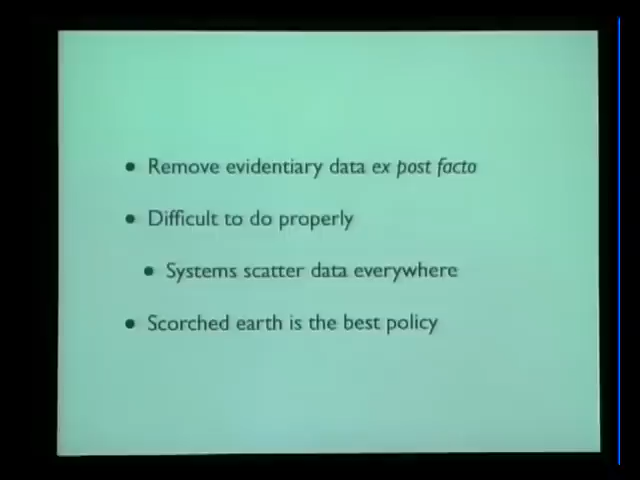 • Remove evidentiary data ex post facto
• Difficult to do properly
• Systems scatter data everywhere
• Scorched earth is the best policy